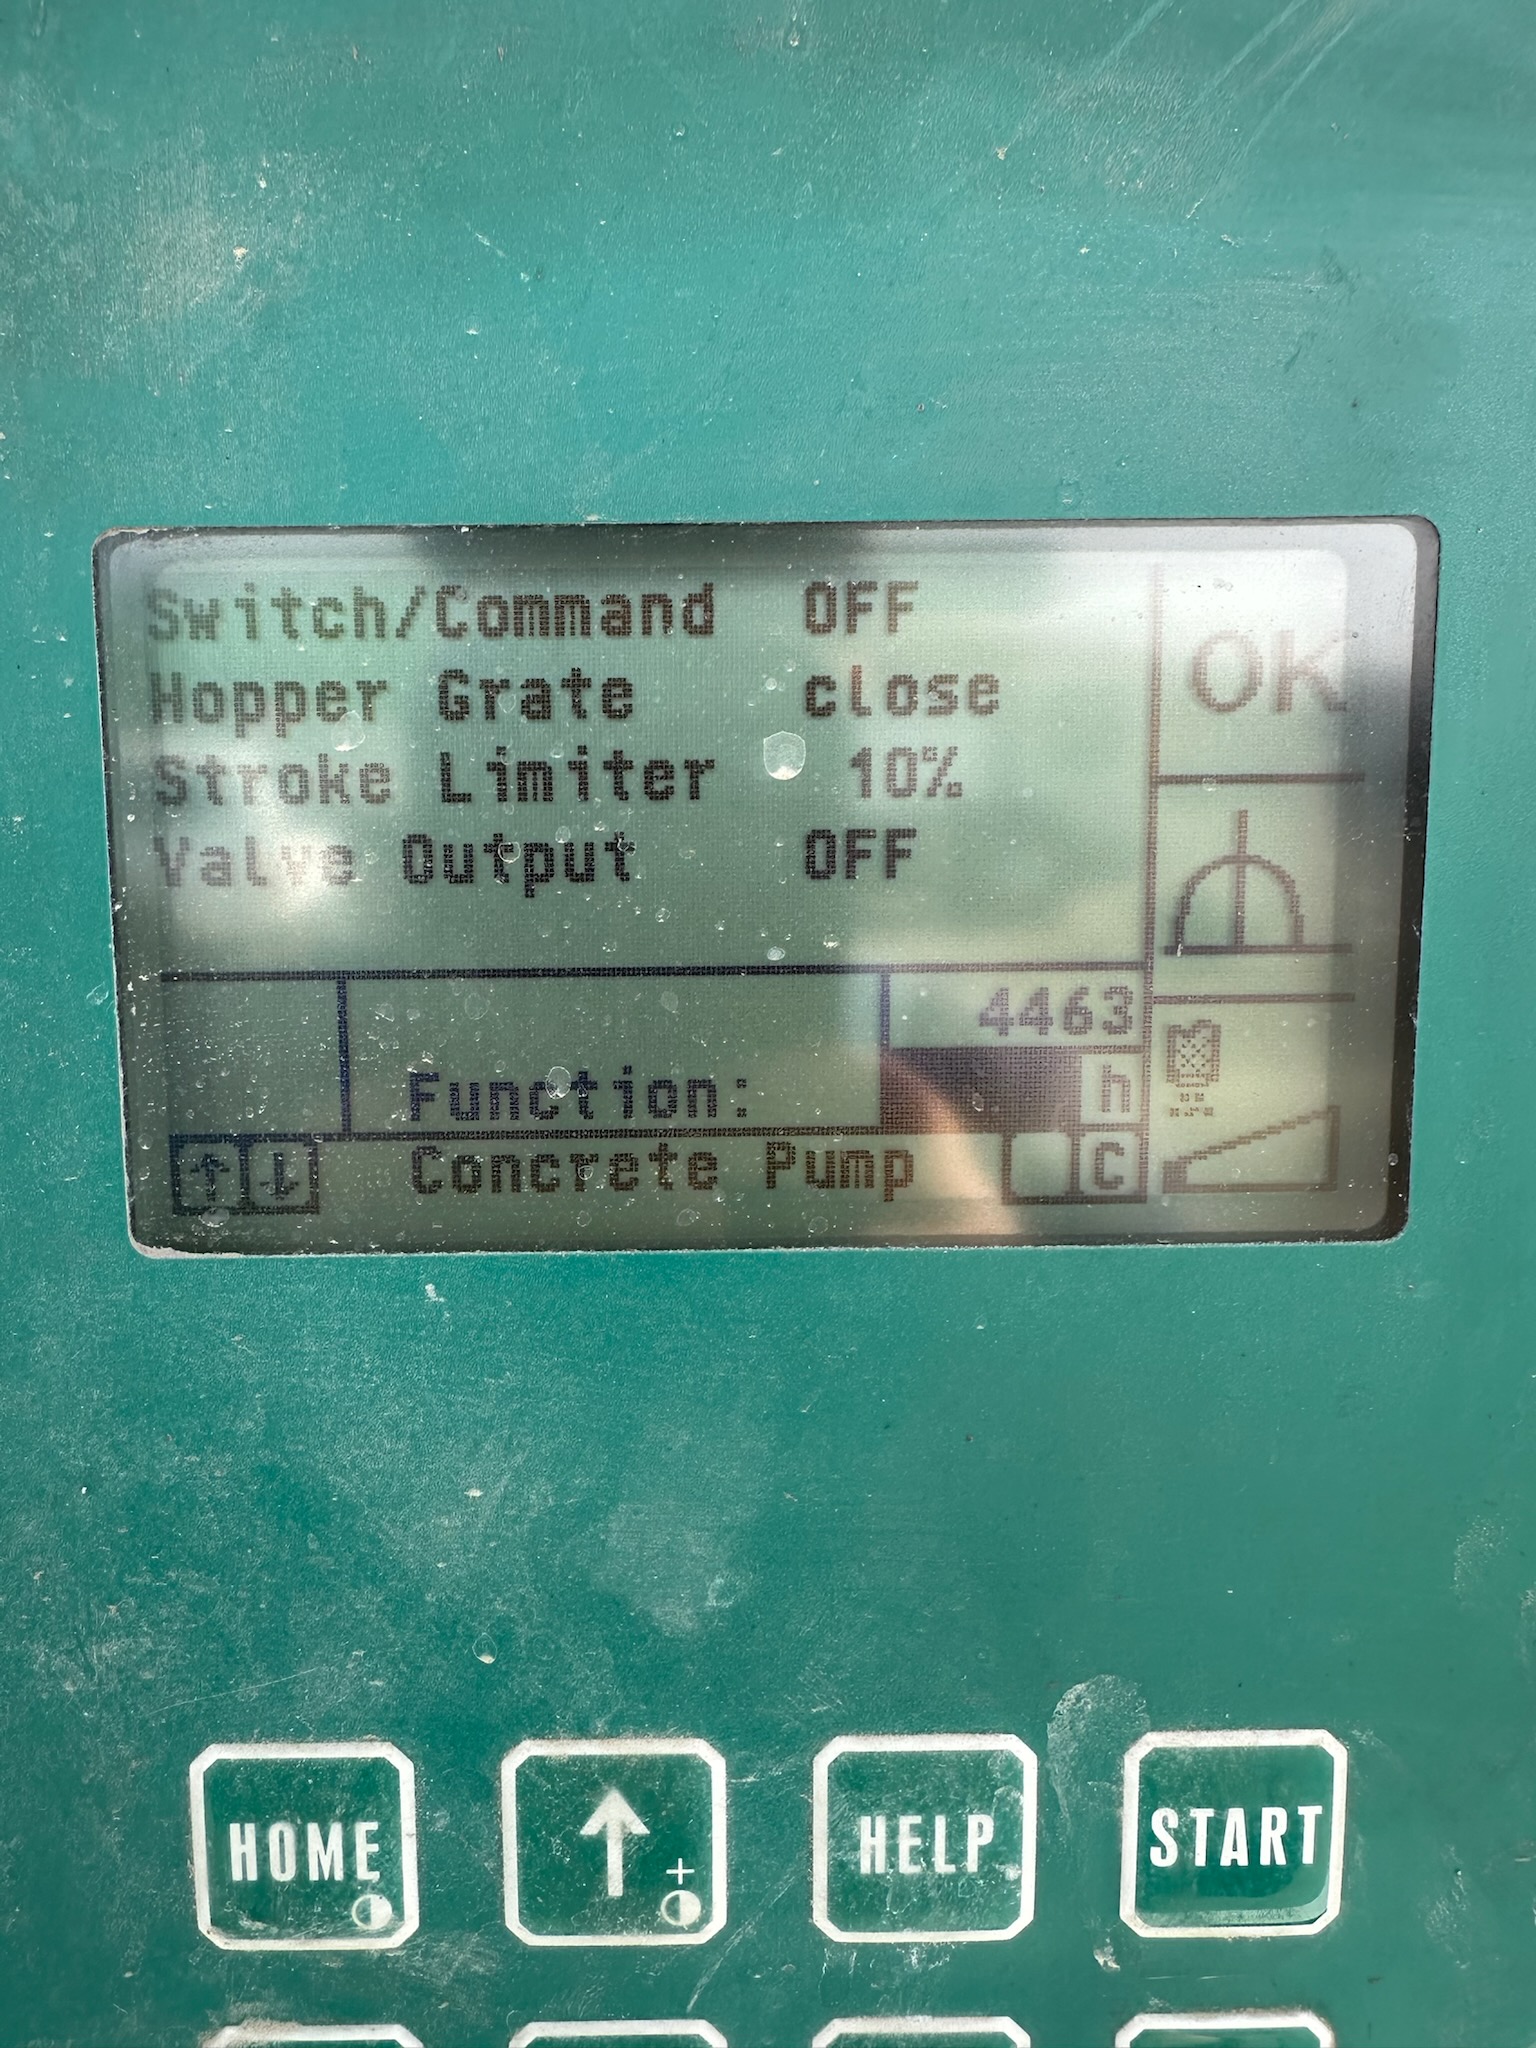 Switch/Command OFF
Hopper Grate close
Stroke Limiter 10%
Valve Output OFF
OK
4463
Function: h
↑ ↓ Concrete Pump C
HOME ↑ + HELP START